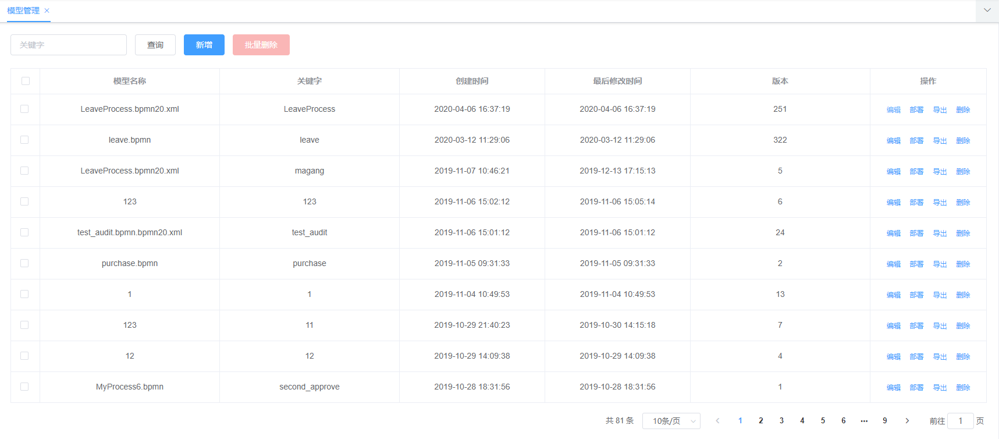 模型管理 ×
关键字 查询 新增 批量删除
模型名称 关键字 创建时间 最后修改时间 版本 操作
LeaveProcess.bpmn20.xml LeaveProcess 2020-04-06 16:37:19 2020-04-06 16:37:19 251 编辑 部署 导出 删除
leave.bpmn leave 2020-03-12 11:29:06 2020-03-12 11:29:06 322 编辑 部署 导出 删除
LeaveProcess.bpmn20.xml magang 2019-11-07 10:46:21 2019-12-13 17:15:13 5 编辑 部署 导出 删除
123 123 2019-11-06 15:02:12 2019-11-06 15:05:14 6 编辑 部署 导出 删除
test_audit.bpmn.bpmn20.xml test_audit 2019-11-06 15:01:12 2019-11-06 15:01:12 24 编辑 部署 导出 删除
purchase.bpmn purchase 2019-11-05 09:31:33 2019-11-05 09:31:33 2 编辑 部署 导出 删除
1 1 2019-11-04 10:49:53 2019-11-04 10:49:53 13 编辑 部署 导出 删除
123 11 2019-10-29 21:40:23 2019-10-30 14:15:18 7 编辑 部署 导出 删除
12 12 2019-10-29 14:09:38 2019-10-29 14:09:38 4 编辑 部署 导出 删除
MyProcess6.bpmn second_approve 2019-10-28 18:31:56 2019-10-28 18:31:56 1 编辑 部署 导出 删除
共 81 条 10条/页 < 1 2 3 4 5 6 ••• 9 > 前往 1 页